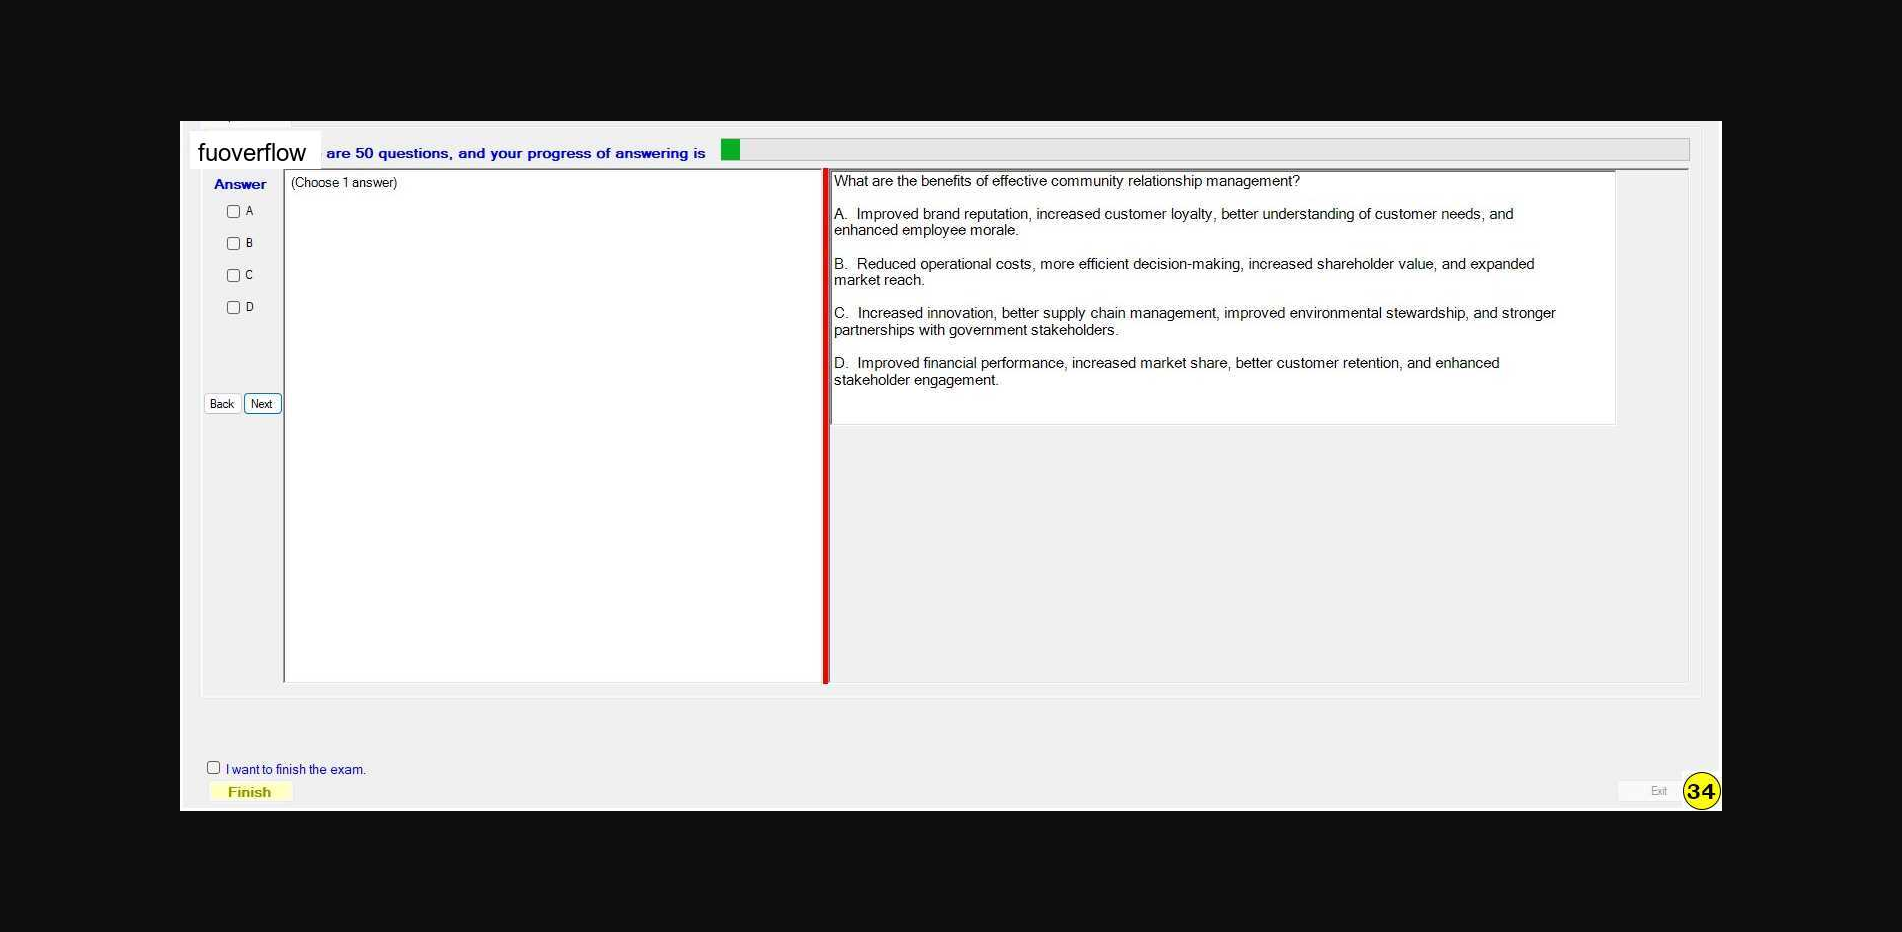 fuoverflow are 50 questions, and your progress of answering is
Answer
A
B
C
D
Back Next
(Choose 1 answer)
What are the benefits of effective community relationship management?
A. Improved brand reputation, increased customer loyalty, better understanding of customer needs, and
enhanced employee morale.
B. Reduced operational costs, more efficient decision-making, increased shareholder value, and expanded
market reach.
C. Increased innovation, better supply chain management, improved environmental stewardship, and stronger
partnerships with government stakeholders.
D. Improved financial performance, increased market share, better customer retention, and enhanced
stakeholder engagement.
I want to finish the exam.
Finish
Exit
34